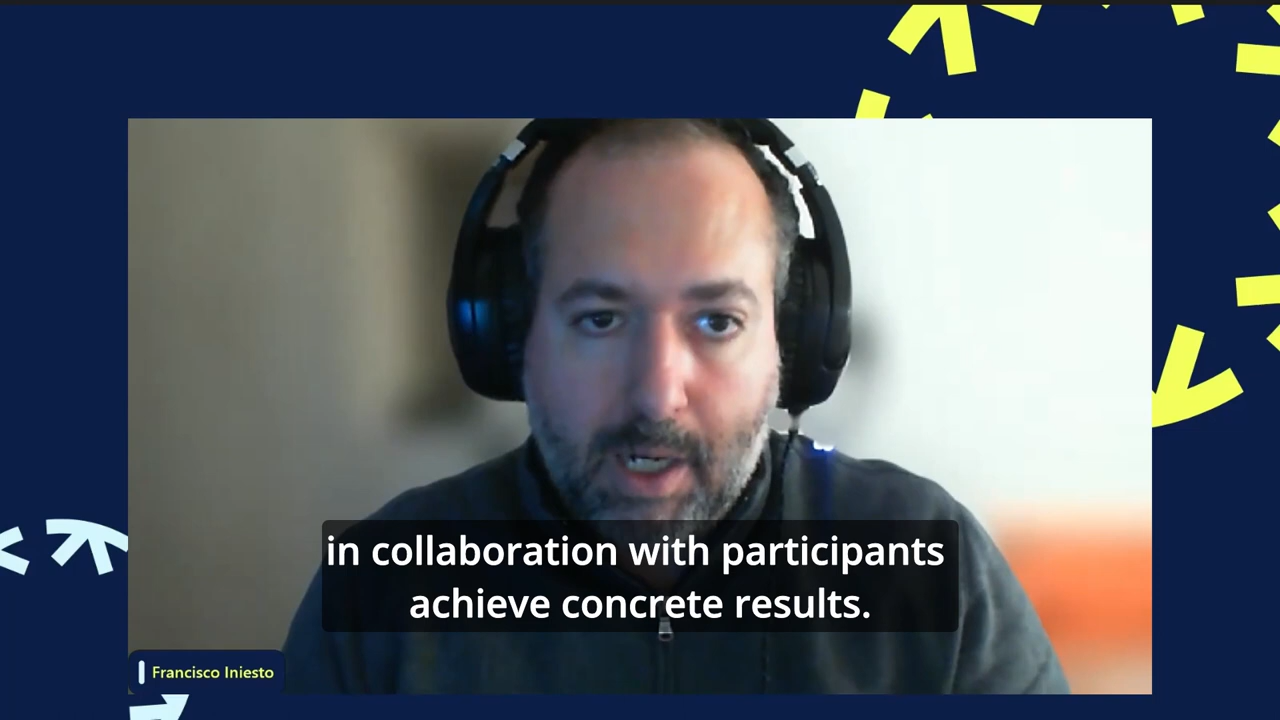 in collaboration with participants
achieve concrete results.
Francisco Iniesto